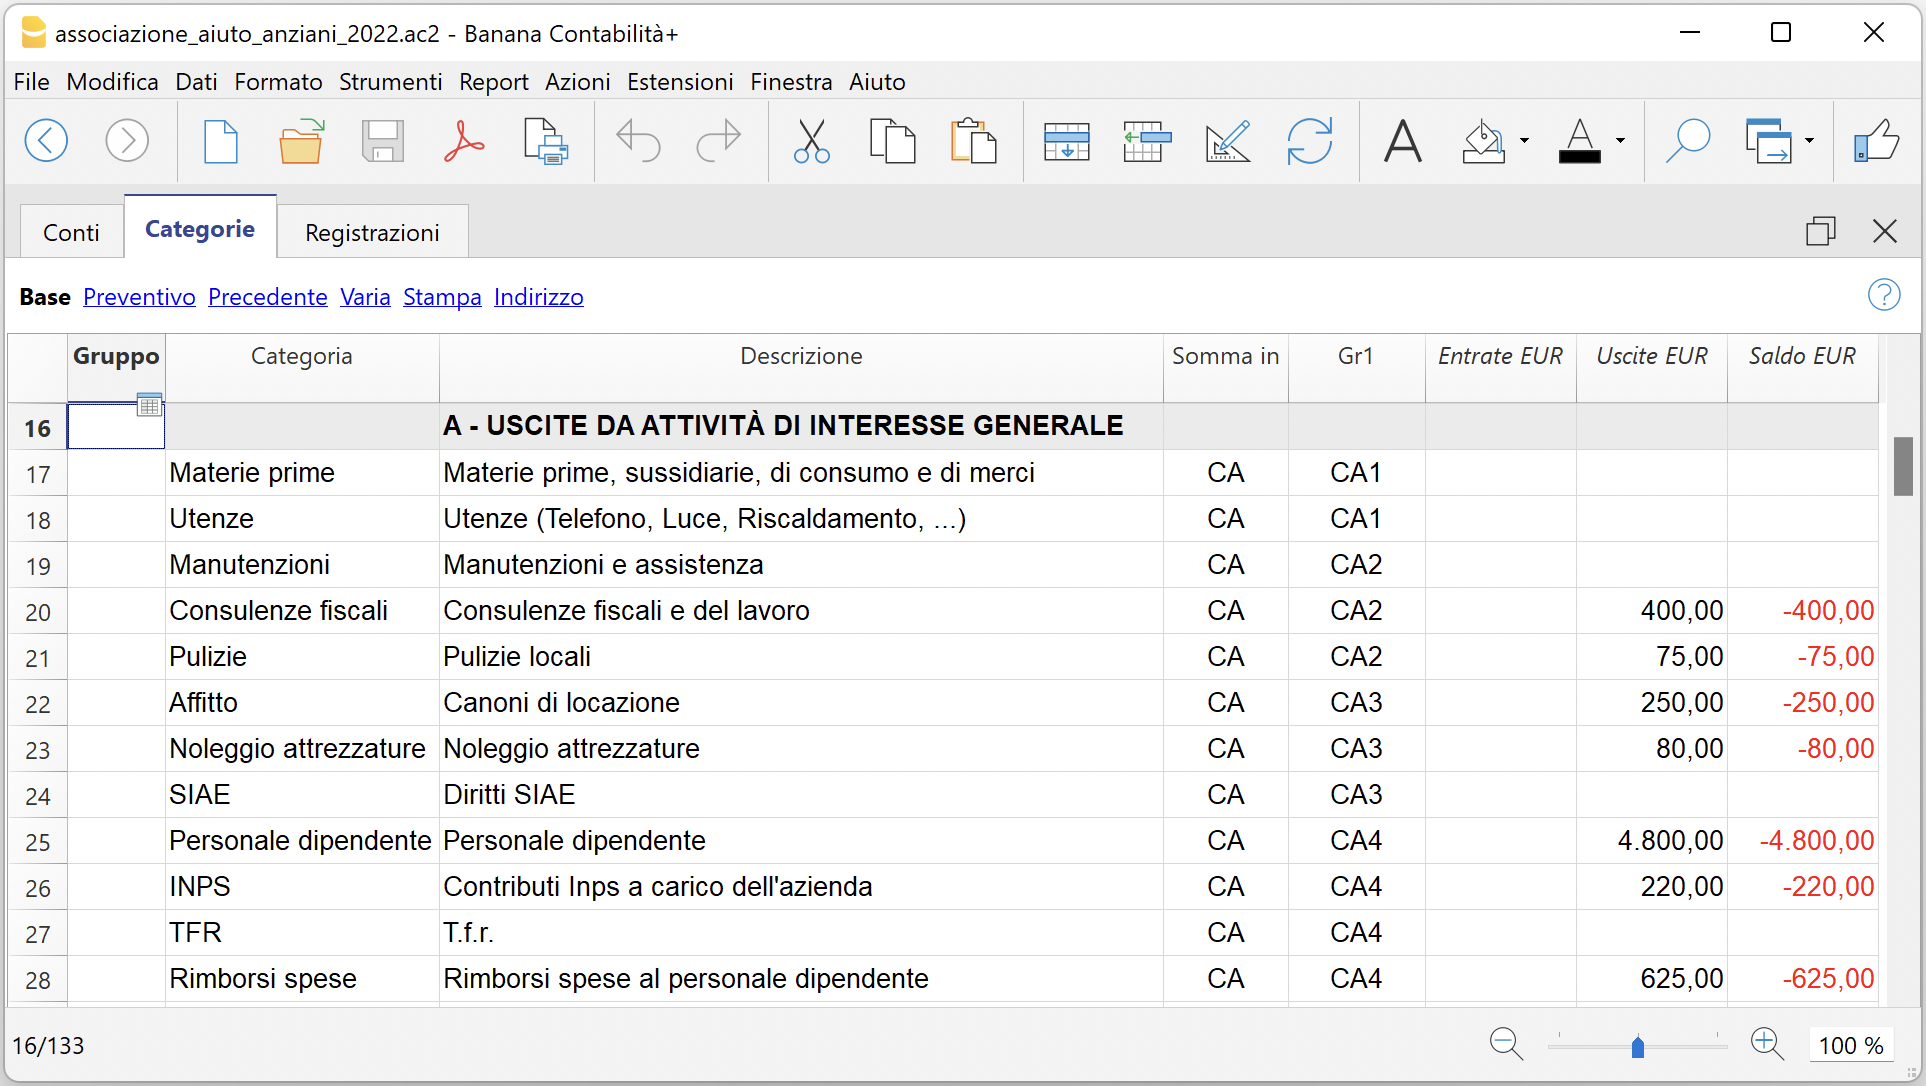 associazione_aiuto_anziani_2022.ac2 - Banana Contabilità+
File Modifica Dati Formato Strumenti Report Azioni Estensioni Finestra Aiuto
Conti Categorie Registrazioni
Base Preventivo Precedente Varia Stampa Indirizzo
Gruppo Categoria Descrizione Somma in Gr1 Entrate EUR Uscite EUR Saldo EUR
16 A - USCITE DA ATTIVITÀ DI INTERESSE GENERALE
17 Materie prime Materie prime, sussidiarie, di consumo e di merci CA CA1
18 Utenze Utenze (Telefono, Luce, Riscaldamento, ...) CA CA1
19 Manutenzioni Manutenzioni e assistenza CA CA2
20 Consulenze fiscali Consulenze fiscali e del lavoro CA CA2 400,00 -400,00
21 Pulizie Pulizie locali CA CA2 75,00 -75,00
22 Affitto Canoni di locazione CA CA3 250,00 -250,00
23 Noleggio attrezzature Noleggio attrezzature CA CA3 80,00 -80,00
24 SIAE Diritti SIAE CA CA3
25 Personale dipendente Personale dipendente CA CA4 4.800,00 -4.800,00
26 INPS Contributi Inps a carico dell'azienda CA CA4 220,00 -220,00
27 TFR T.f.r. CA CA4
28 Rimborsi spese Rimborsi spese al personale dipendente CA CA4 625,00 -625,00
16/133 100 %